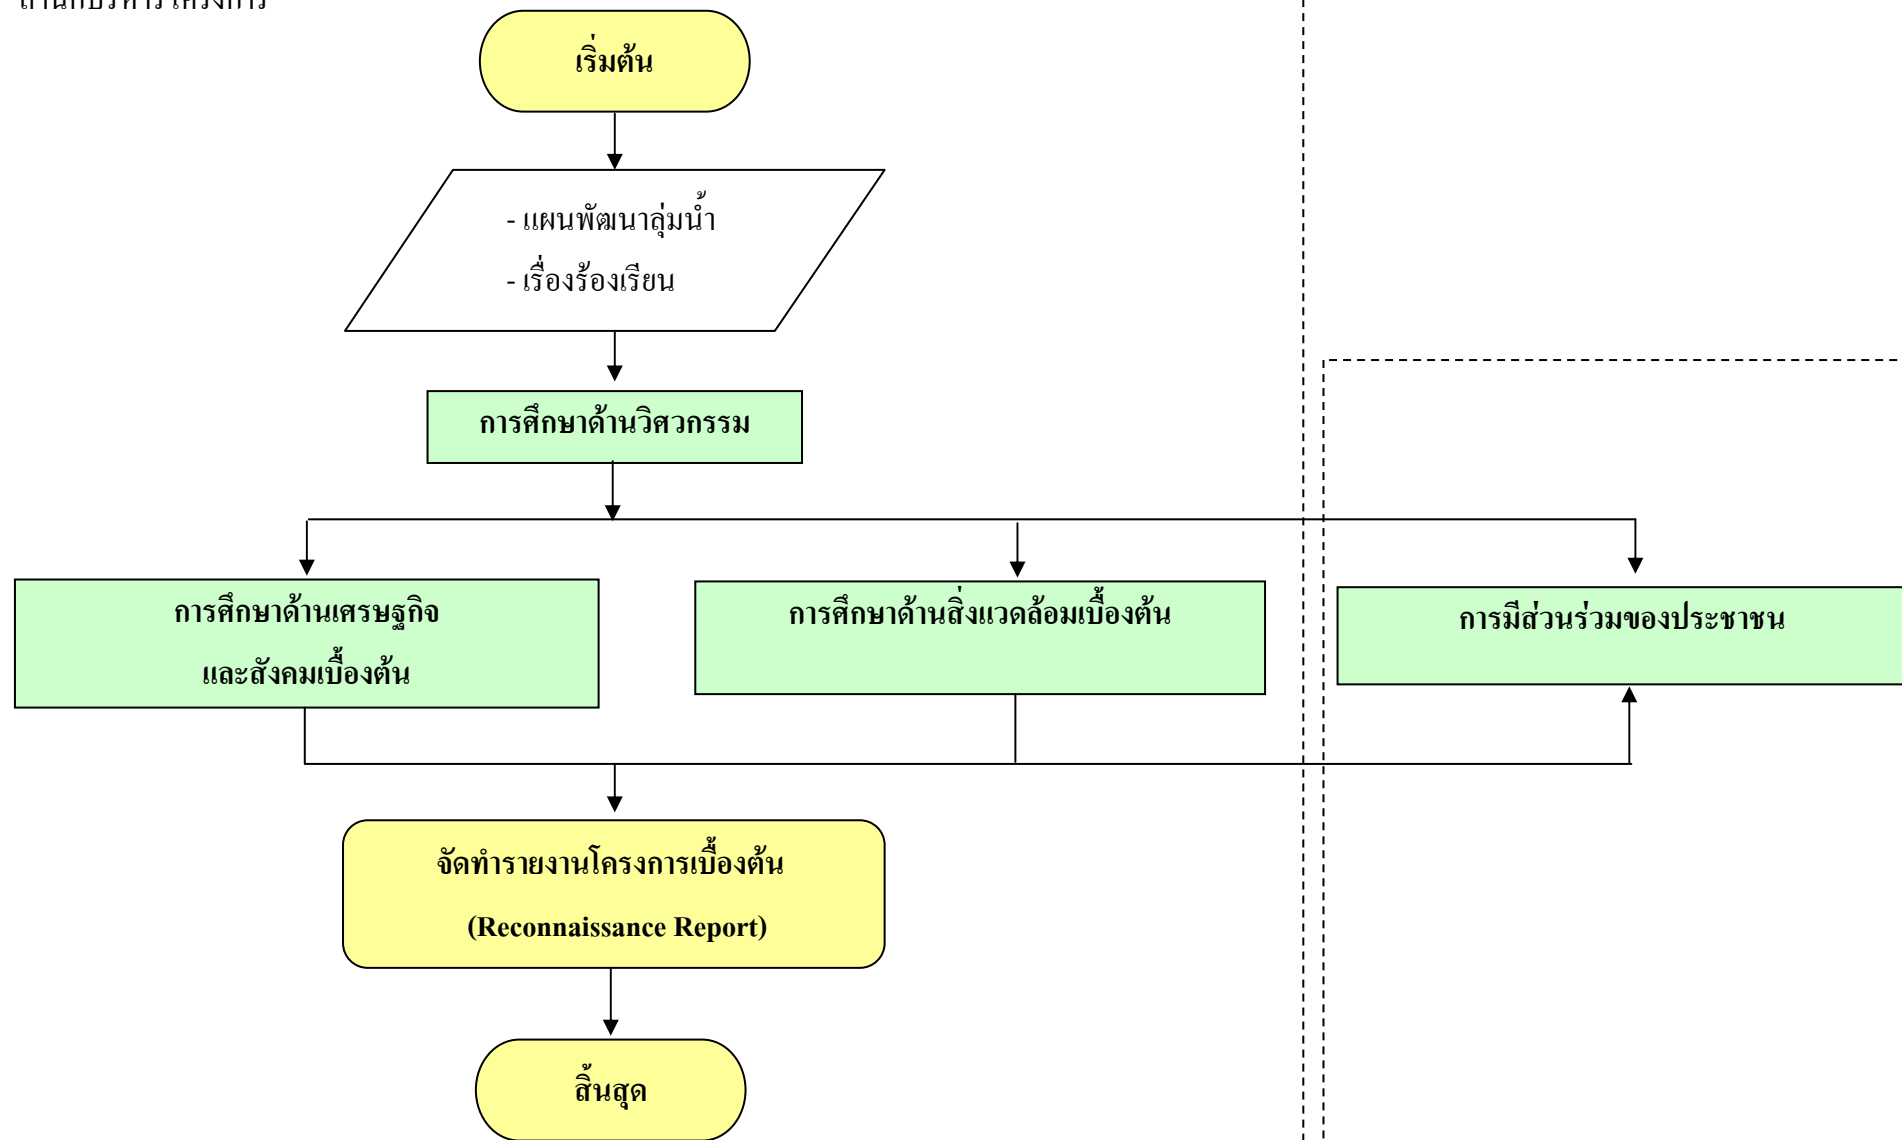 เริ่มต้น
- แผนพัฒนาลุ่มน้ำ
- เรื่องร้องเรียน
การศึกษาด้านวิศวกรรม
การศึกษาด้านเศรษฐกิจ
และสังคมเบื้องต้น
การศึกษาด้านสิ่งแวดล้อมเบื้องต้น
การมีส่วนร่วมของประชาชน
จัดทำรายงานโครงการเบื้องต้น
(Reconnaissance Report)
สิ้นสุด